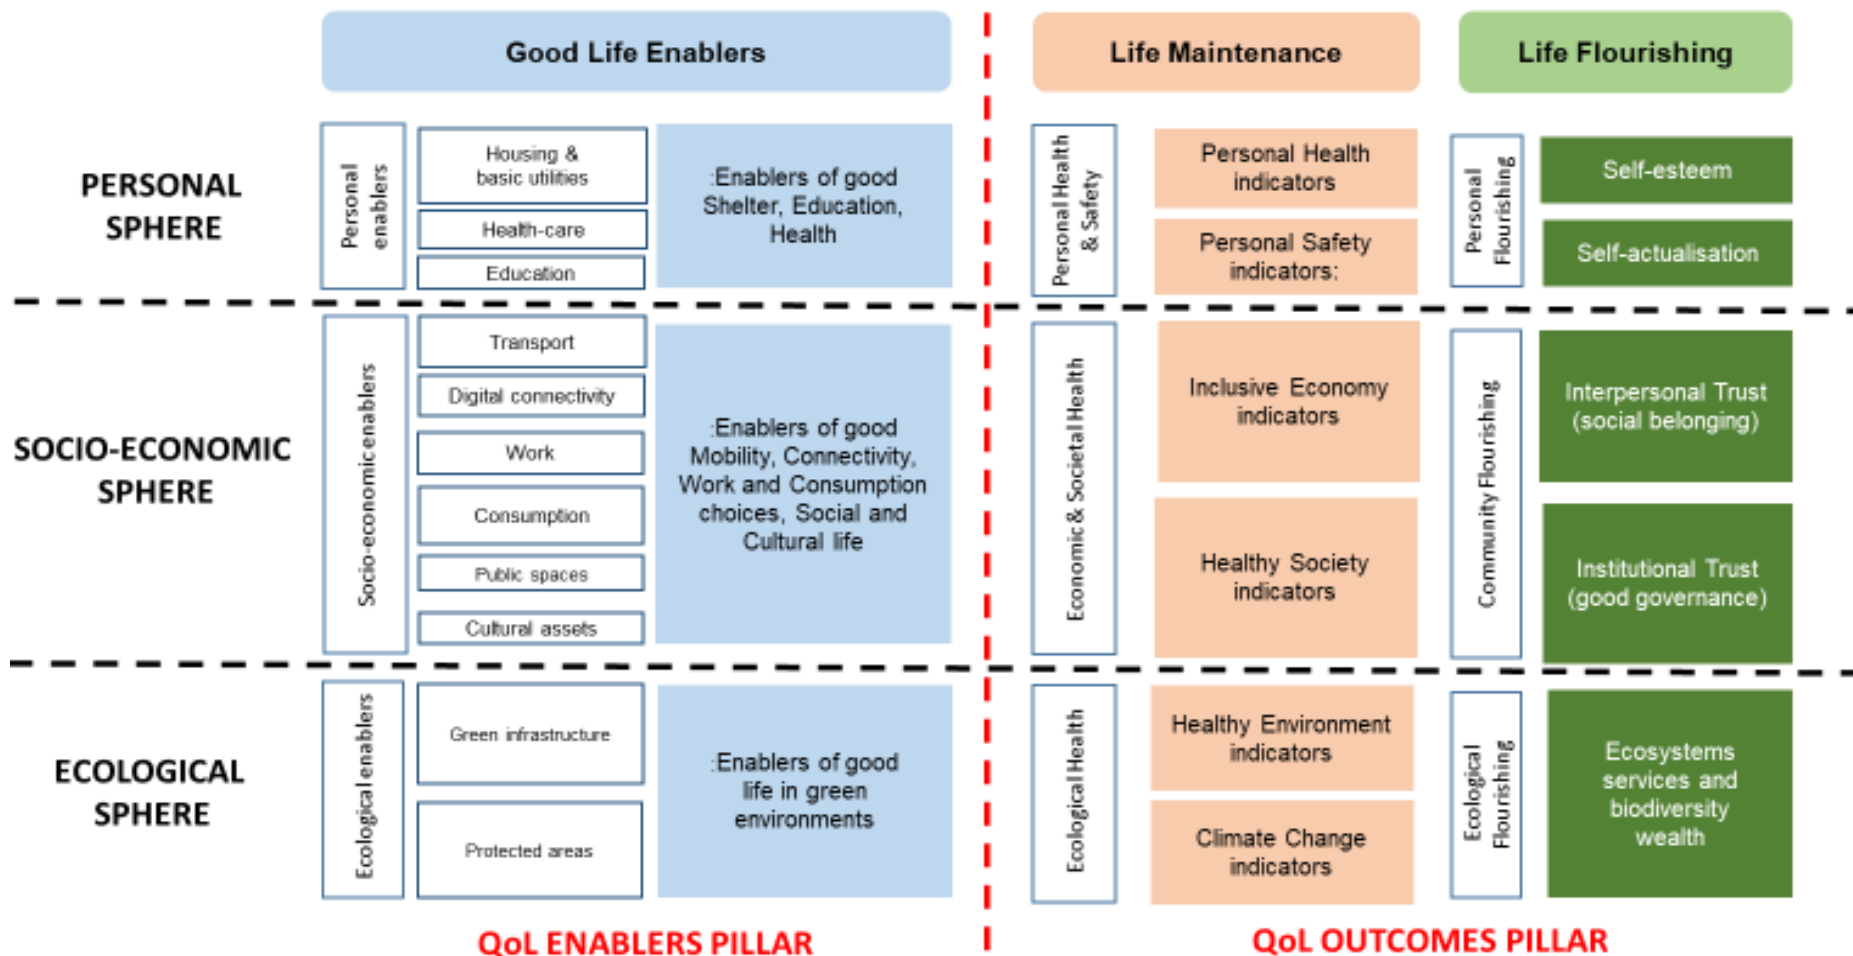 Good Life Enablers
Life Maintenance
Life Flourishing
PERSONAL
SPHERE
Personal
enablers
Housing &
basic utilities
Health-care
Education
:Enablers of good
Shelter, Education,
Health
Personal Health
& Safety
Personal Health
indicators
Personal Safety
indicators:
Personal
Flourishing
Self-esteem
Self-actualisation
SOCIO-ECONOMIC
SPHERE
Socio-economic enablers
Transport
Digital connectivity
Work
Consumption
Public spaces
Cultural assets
:Enablers of good
Mobility, Connectivity,
Work and Consumption
choices, Social and
Cultural life
Economic & Societal Health
Inclusive Economy
indicators
Healthy Society
indicators
Community Flourishing
Interpersonal Trust
(social belonging)
Institutional Trust
(good governance)
ECOLOGICAL
SPHERE
Ecological enablers
Green infrastructure
Protected areas
:Enablers of good
life in green
environments
Ecological Health
Healthy Environment
indicators
Climate Change
indicators
Ecological
Flourishing
Ecosystems
services and
biodiversity
wealth
QoL ENABLERS PILLAR
QoL OUTCOMES PILLAR